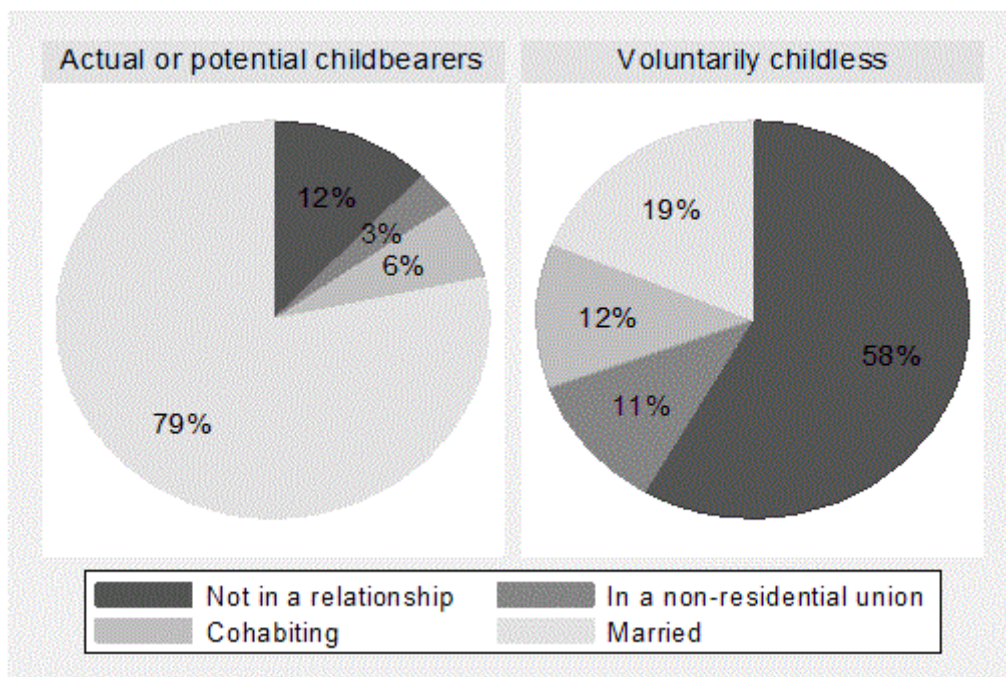 Actual or potential childbearers
12%
3%
6%
79%
Voluntarily childless
19%
12%
11%
58%
Not in a relationship
In a non-residential union
Cohabiting
Married